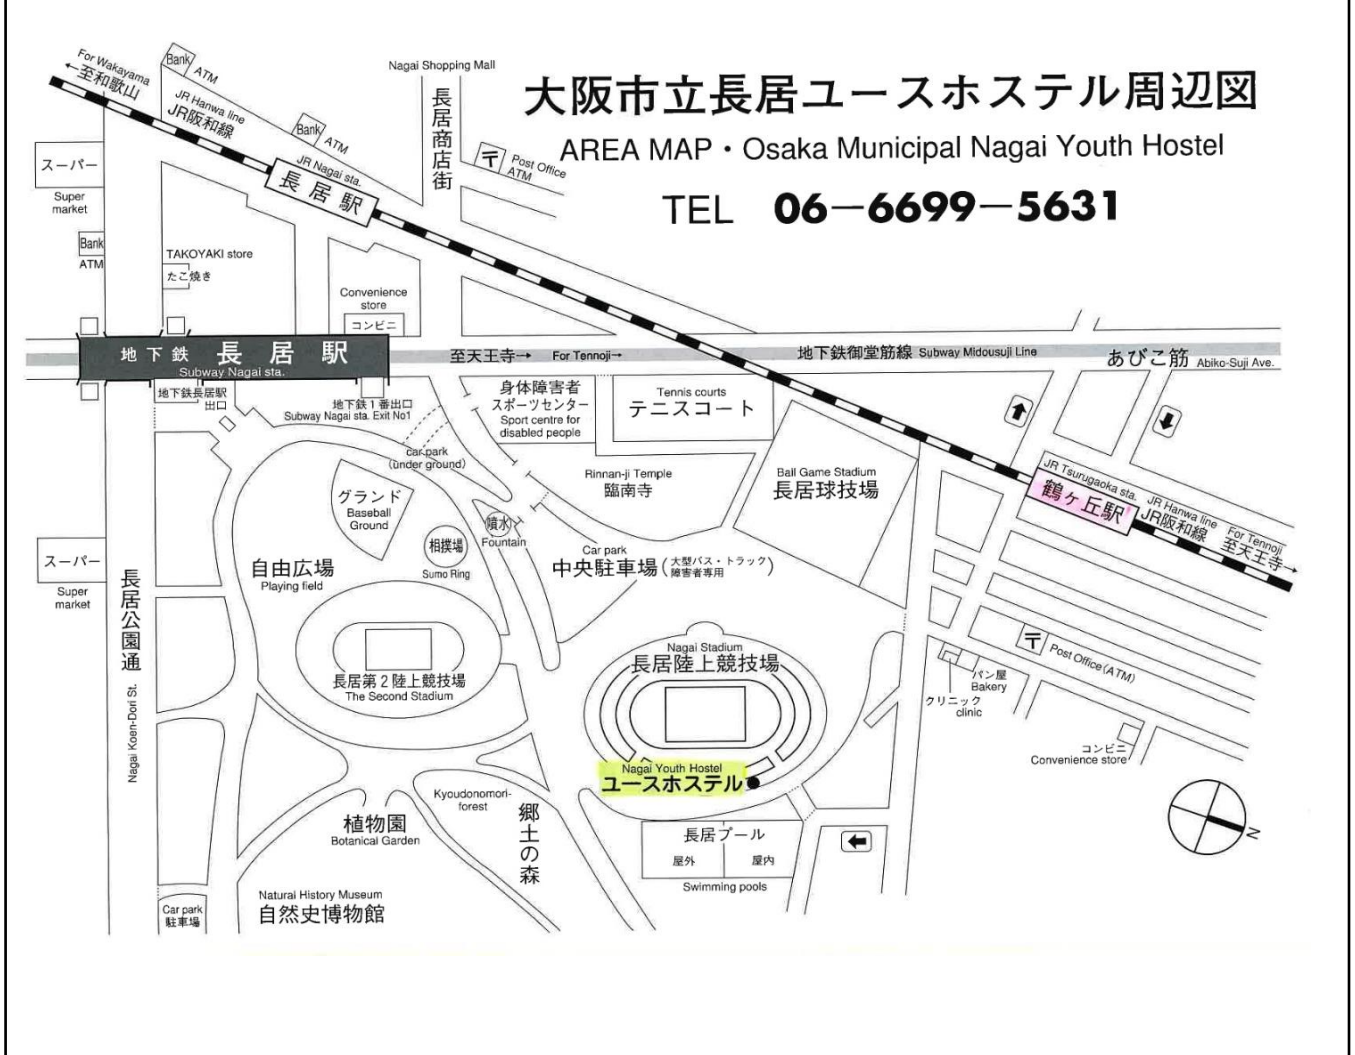 大阪市立長居ユースホステル周辺図
AREA MAP・Osaka Municipal Nagai Youth Hostel
TEL 06-6699-5631
For Wakayama
←至和歌山
Bank
ATM
JR Hanwa line
JR阪和線
Bank
ATM
JR Nagai sta.
長居駅
Nagai Shopping Mall
長居商店街
〒
Post Office
ATM
スーパー
Super
market
Bank
ATM
TAKOYAKI store
たこ焼き
Convenience
store
コンビニ
地下鉄 長居駅
Subway Nagai sta.
至天王寺→ For Tennoji→
地下鉄御堂筋線 Subway Midousuji Line
あびこ筋 Abiko-Suji Ave.
地下鉄長居駅
出口
地下鉄1番出口
Subway Nagai sta. Exit No1
身体障害者
スポーツセンター
Sport centre for
disabled people
Tennis courts
テニスコート
car park
(under ground)
Rinnan-ji Temple
臨南寺
Ball Game Stadium
長居球技場
JR Tsurugaoka sta.
鶴ヶ丘駅
JR Hanwa line
JR阪和線
For Tennoji
至天王寺→
グランド
Baseball
Ground
相撲場
Sumo Ring
噴水
Fountain
Car park
中央駐車場(大型バス・トラック
障害者専用)
自由広場
Playing field
スーパー
Super
market
長居公園通
Nagai Koen-Dori St.
長居第2陸上競技場
The Second Stadium
Nagai Stadium
長居陸上競技場
Nagai Youth Hostel
ユースホステル
〒
Post Office (ATM)
パン屋
Bakery
クリニック
clinic
コンビニ
Convenience store
植物園
Botanical Garden
Kyoudonomori-
forest
郷土の森
長居プール
屋外
屋内
Swimming pools
Natural History Museum
自然史博物館
Car park
駐車場
N